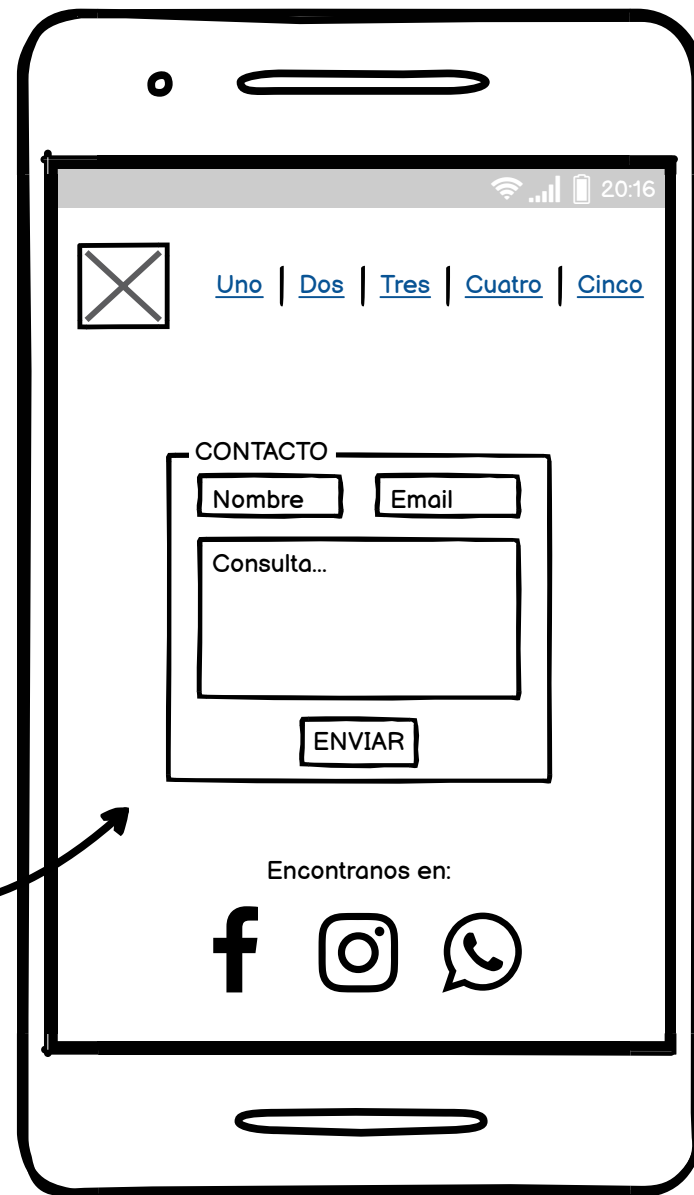 20:16
Uno | Dos | Tres | Cuatro | Cinco
CONTACTO
Nombre Email
Consulta...
ENVIAR
Encontranos en: